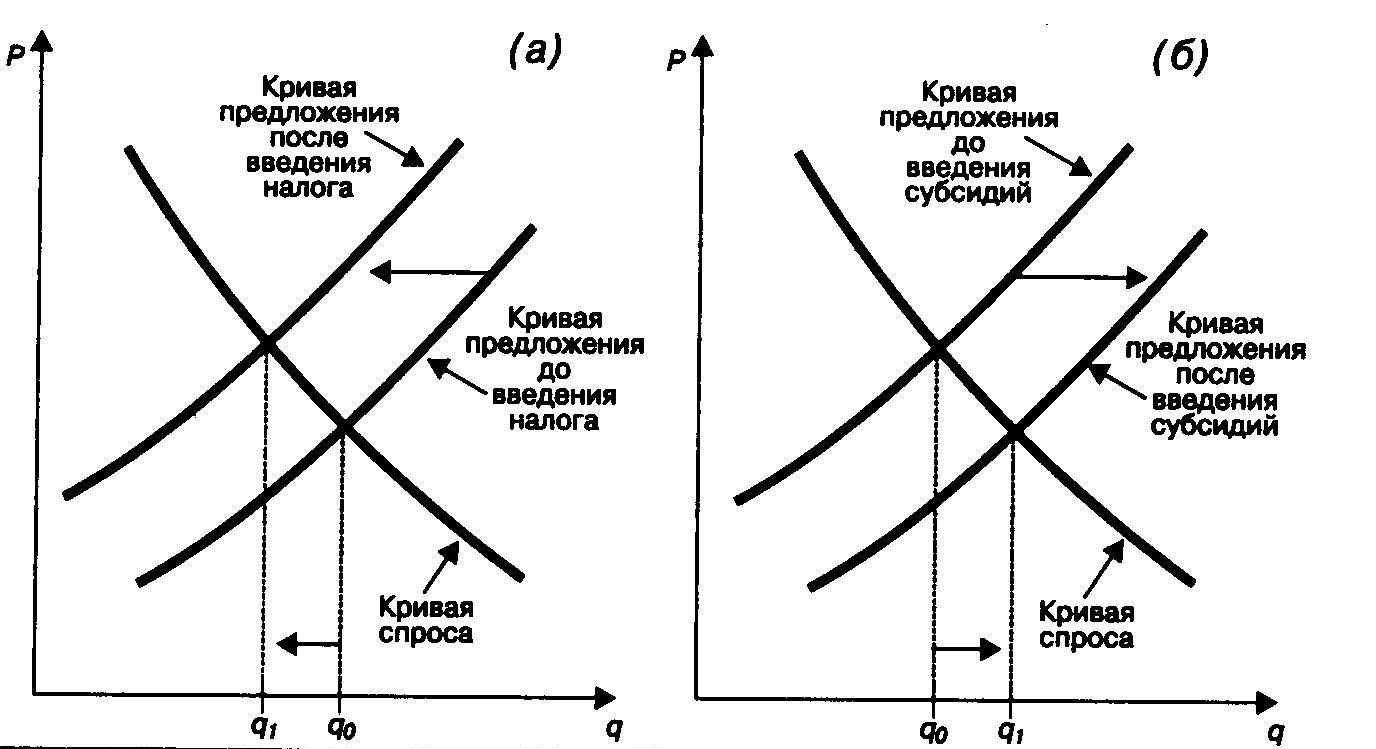 P
(а)
Кривая
предложения
после
введения
налога
Кривая
предложения
до
введения
налога
Кривая
спроса
q₁
q₀
q
P
(б)
Кривая
предложения
до
введения
субсидий
Кривая
предложения
после
введения
субсидий
Кривая
спроса
q₀
q₁
q